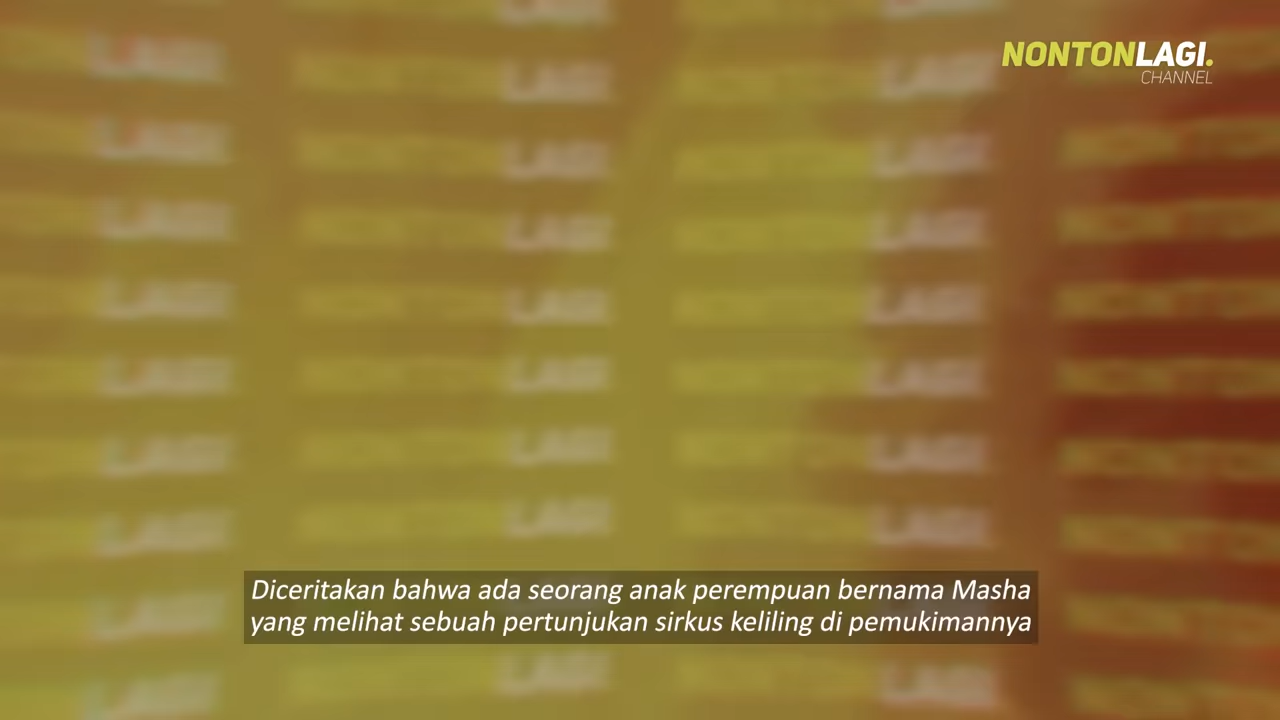 NONTONLAGI.
CHANNEL
Diceritakan bahwa ada seorang anak perempuan bernama Masha
yang melihat sebuah pertunjukan sirkus keliling di pemukimannya